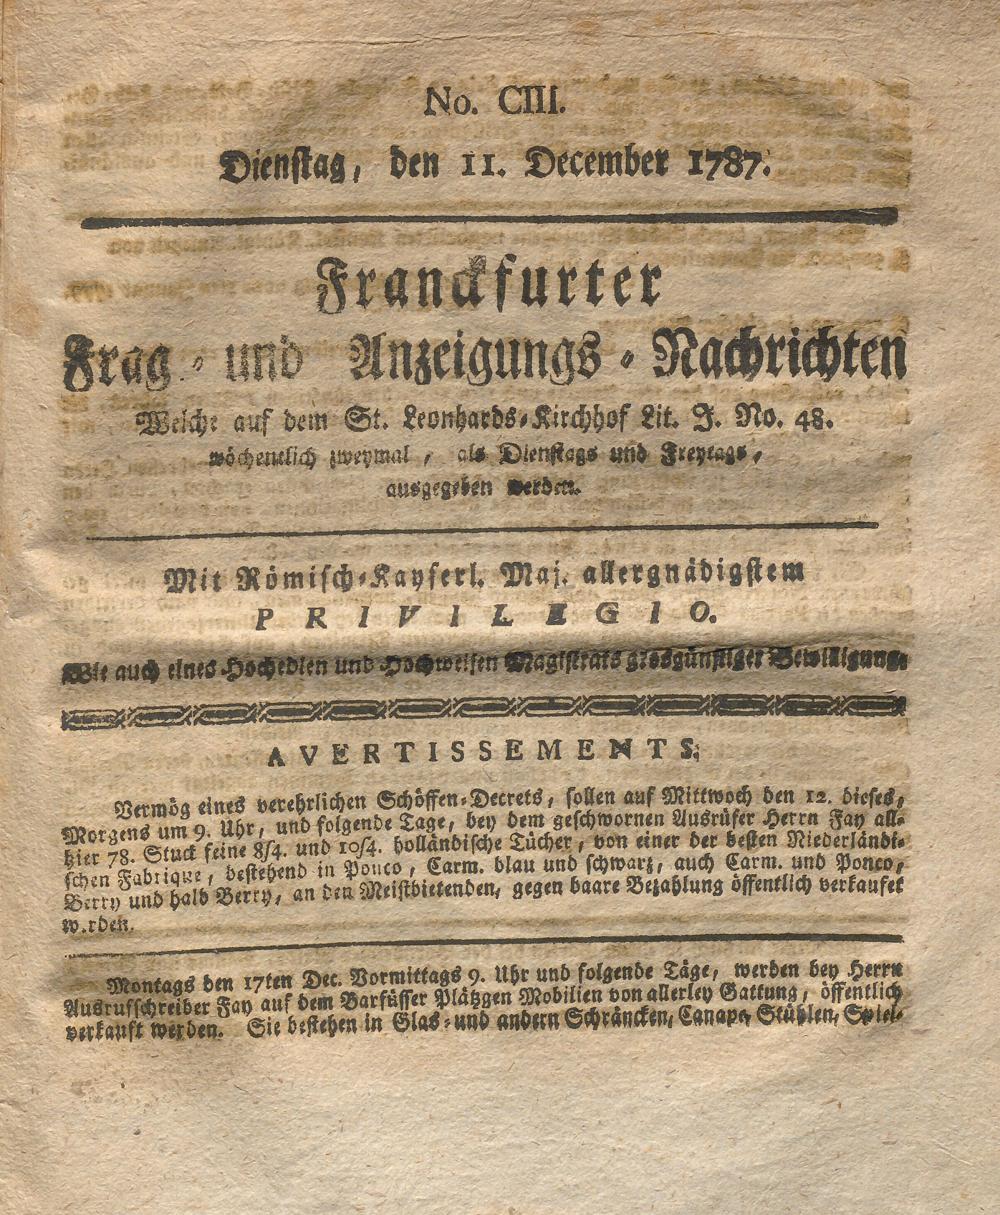 No. CIII.
Dienstag, den 11. December 1787.
Franckfurter
Frag- und Anzeigungs-Nachrichten
Welche auf dem St. Leonhards-Kirchhof Lit. J. No. 48.
wöchentlich zweymal, als Dienstags und Freytags,
ausgegeben werden.
Mit Römisch-Kayserl. Maj. allergnädigstem
PRIVILEGIO.
Wie auch eines Hochedlen und Hochweisen Magistrats grosgünstiger Bewilligung.
AVERTISSEMENTS.
Vermög eines verehrlichen Schöffen-Decrets, sollen auf Mittwoch den 12. dieses,
Morgens um 9. Uhr, und folgende Tage, bey dem geschwornen Ausrüfer Herrn Fay all-
hier 78. Stuck feine 8/4. und 10/4. holländische Tücher, von einer der besten Niederländi-
schen Fabrique, bestehend in Ponco, Carm. blau und schwarz, auch Carm. und Ponco,
Berry und halb Berry, an den Meistbietenden, gegen baare Bezahlung öffentlich verkaufet
werden.
Montags den 17ten Dec. Vormittags 9. Uhr und folgende Täge, werden bey Herrn
Ausrufschreiber Fay auf dem Barfüsser Plätzgen Mobilien von allerley Gattung, öffentlich
verkauft werden. Sie bestehen in Glas- und andern Schräncken, Canape, Stühlen, Spiel-